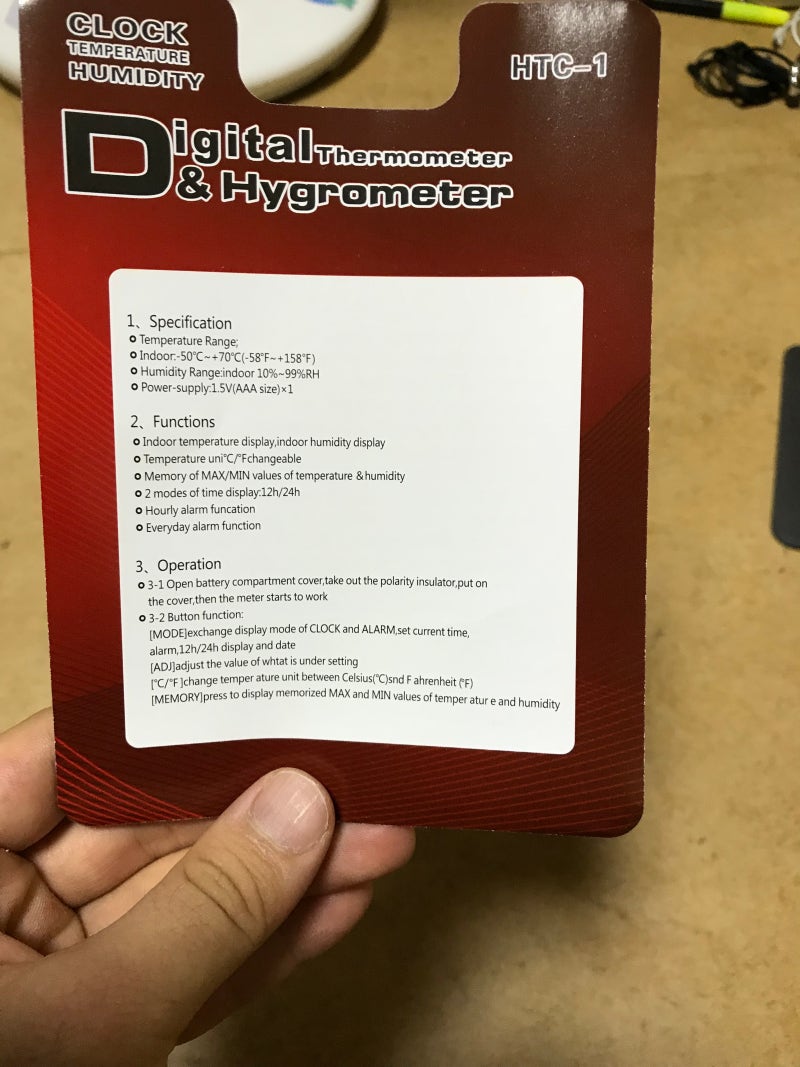 CLOCK
TEMPERATURE
HUMIDITY
HTC-1
Digital Thermometer
& Hygrometer
1、Specification
Temperature Range;
Indoor:-50℃~+70℃(-58℉~+158℉)
Humidity Range:indoor 10%~99%RH
Power-supply:1.5V(AAA size)×1
2、Functions
Indoor temperature display,indoor humidity display
Temperature uni℃/℉changeable
Memory of MAX/MIN values of temperature &humidity
2 modes of time display:12h/24h
Hourly alarm funcation
Everyday alarm function
3、Operation
3-1 Open battery compartment cover,take out the polarity insulator,put on
the cover,then the meter starts to work
3-2 Button function:
[MODE]exchange display mode of CLOCK and ALARM,set current time,
alarm,12h/24h display and date
[ADJ]adjust the value of whtat is under setting
[℃/℉ ]change temper ature unit between Celsius(℃)snd F ahrenheit (℉)
[MEMORY]press to display memorized MAX and MIN values of temper atur e and humidity